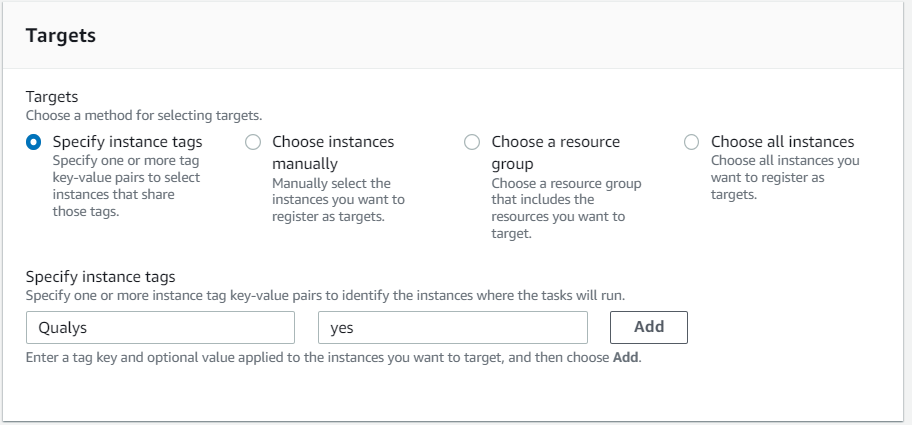 Targets
Targets
Choose a method for selecting targets.
Specify instance tags
Specify one or more tag
key-value pairs to select
instances that share
those tags.
Choose instances
manually
Manually select the
instances you want to
register as targets.
Choose a resource
group
Choose a resource group
that includes the
resources you want to
target.
Choose all instances
Choose all instances you
want to register as
targets.
Specify instance tags
Specify one or more instance tag key-value pairs to identify the instances where the tasks will run.
Qualys
yes
Add
Enter a tag key and optional value applied to the instances you want to target, and then choose Add.